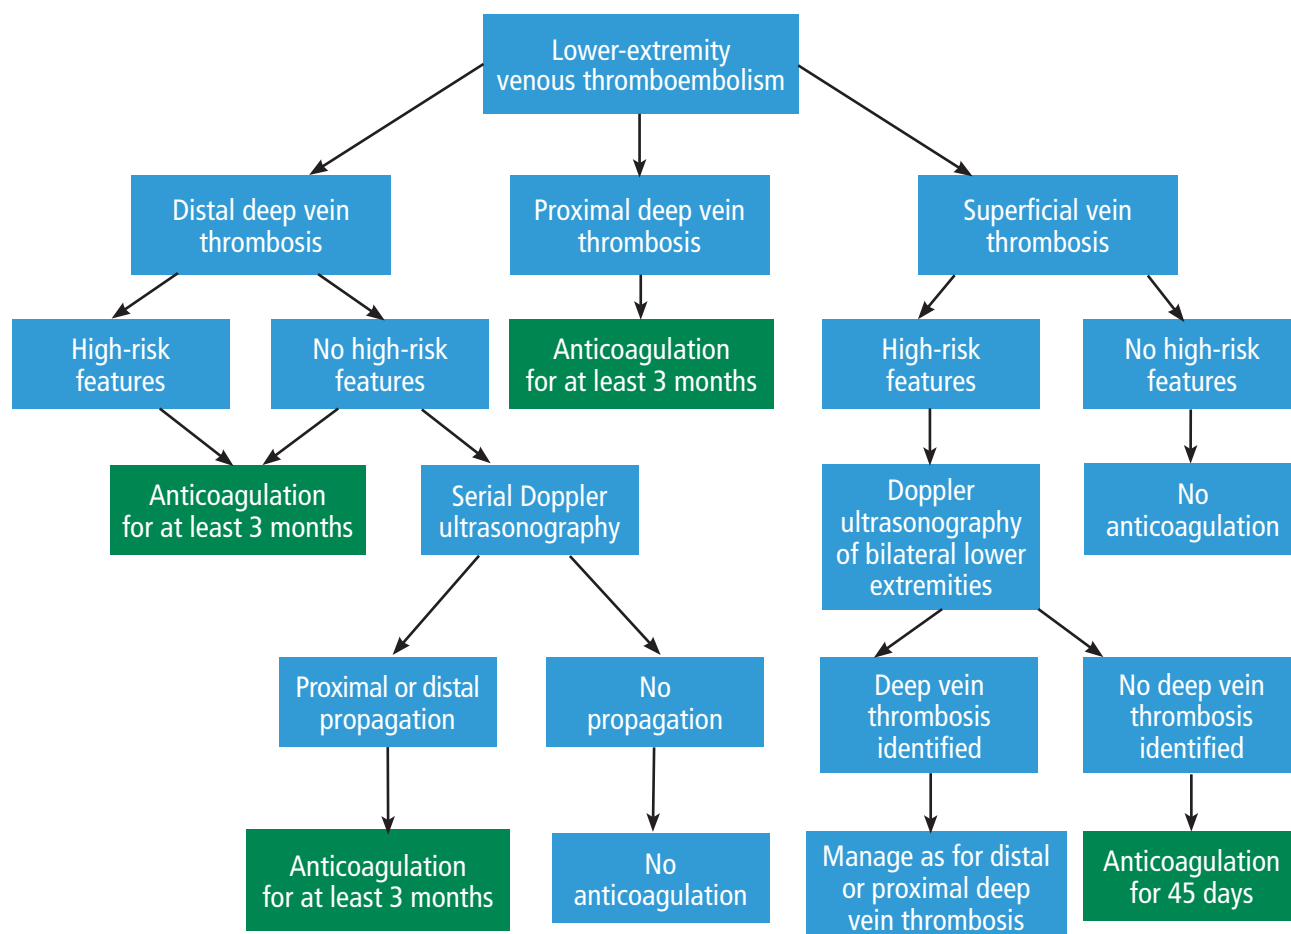 Lower-extremity
venous thromboembolism
Distal deep vein
thrombosis
Proximal deep vein
thrombosis
Superficial vein
thrombosis
High-risk
features
No high-risk
features
Anticoagulation
for at least 3 months
High-risk
features
No high-risk
features
Anticoagulation
for at least 3 months
Serial Doppler
ultrasonography
Doppler
ultrasonography
of bilateral lower
extremities
No
anticoagulation
Proximal or distal
propagation
No
propagation
Deep vein
thrombosis
identified
No deep vein
thrombosis
identified
Anticoagulation
for at least 3 months
No
anticoagulation
Manage as for distal
or proximal deep
vein thrombosis
Anticoagulation
for 45 days